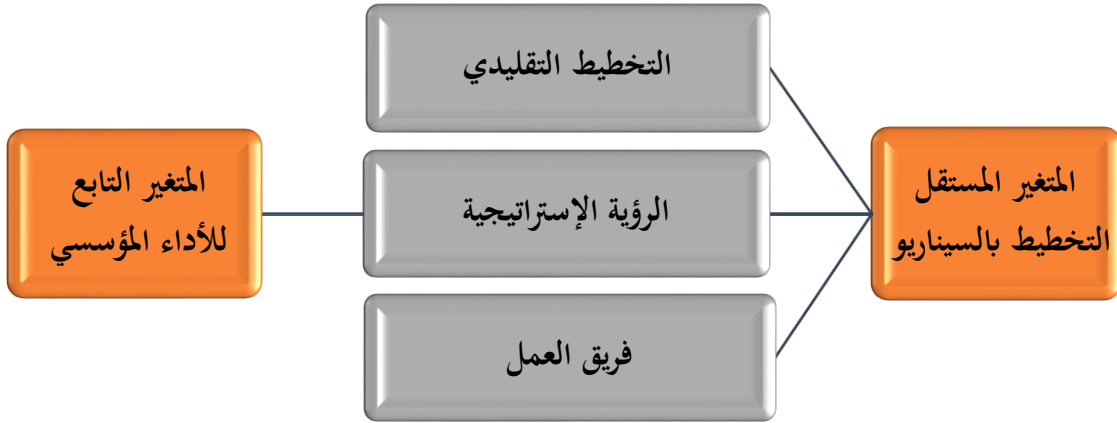 المتغير المستقل
التخطيط بالسيناريو
التخطيط التقليدي
الرؤية الإستراتيجية
فريق العمل
المتغير التابع
للأداء المؤسسي